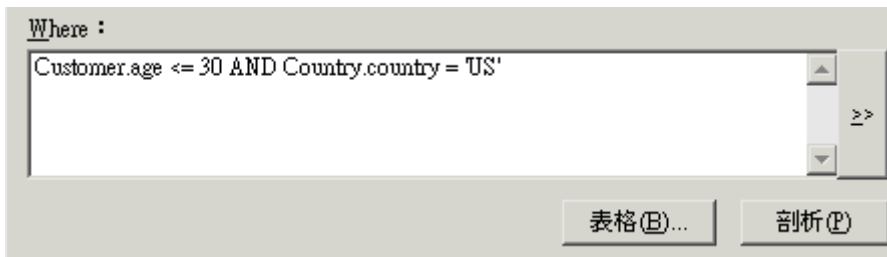 Where：
Customer.age <= 30 AND Country.country = 'US'
>>
表格(B)...
剖析(P)